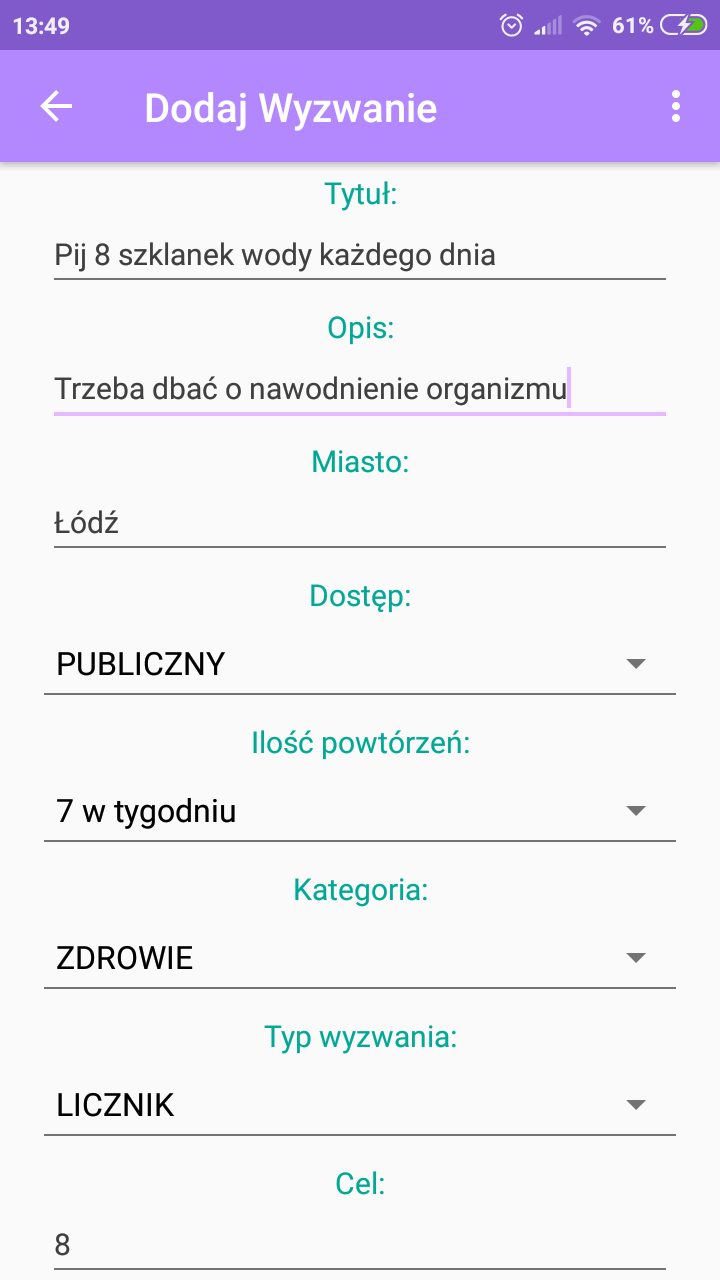 13:49
61%
Dodaj Wyzwanie
Tytuł:
Pij 8 szklanek wody każdego dnia
Opis:
Trzeba dbać o nawodnienie organizmu
Miasto:
Łódź
Dostęp:
PUBLICZNY
Ilość powtórzeń:
7 w tygodniu
Kategoria:
ZDROWIE
Typ wyzwania:
LICZNIK
Cel:
8